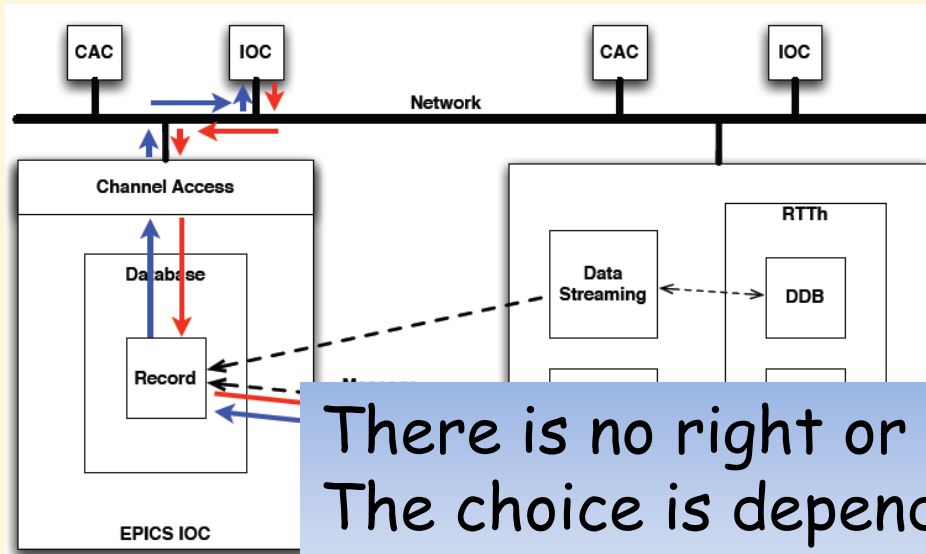 CAC
IOC
CAC
IOC
Network
Channel Access
RTTh
Database
Data
Streaming
DDB
Record
There is no right or
The choice is depend
EPICS IOC